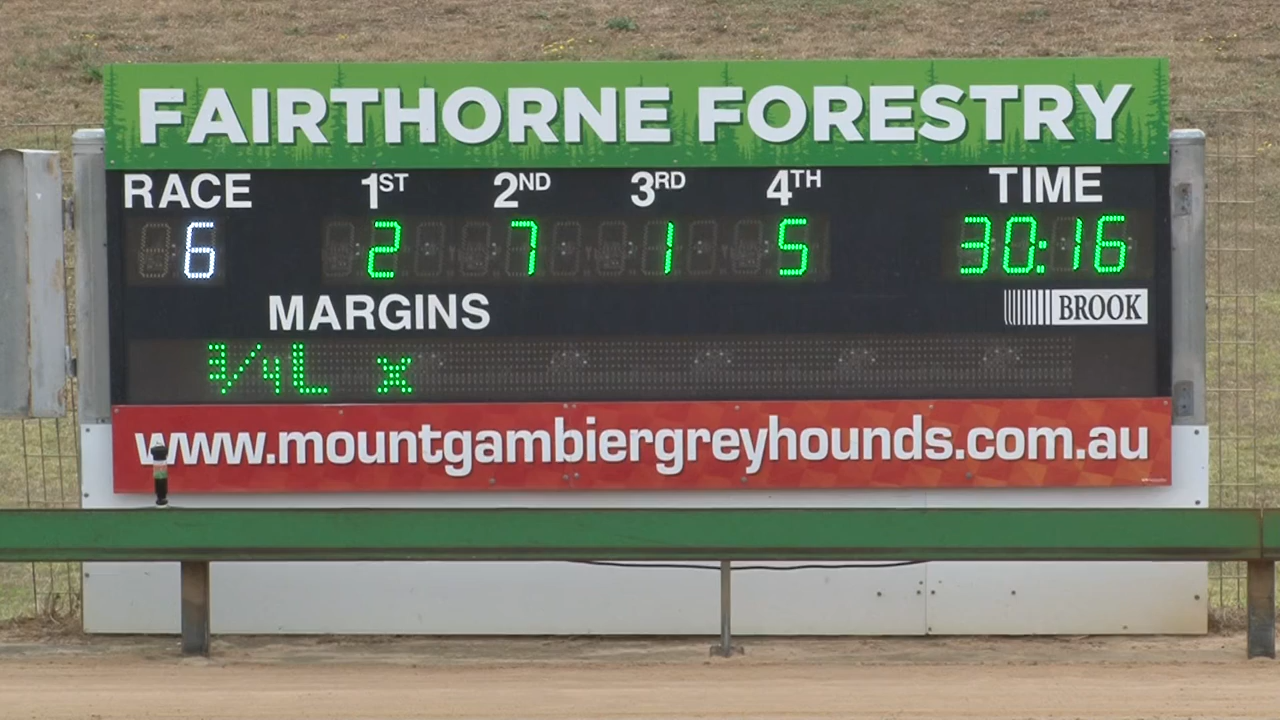 FAIRTHORNE FORESTRY
RACE 1ST 2ND 3RD 4TH TIME
6 2 7 1 5 30:16
MARGINS
BROOK
3/4L x
www.mountgambiergreyhounds.com.au